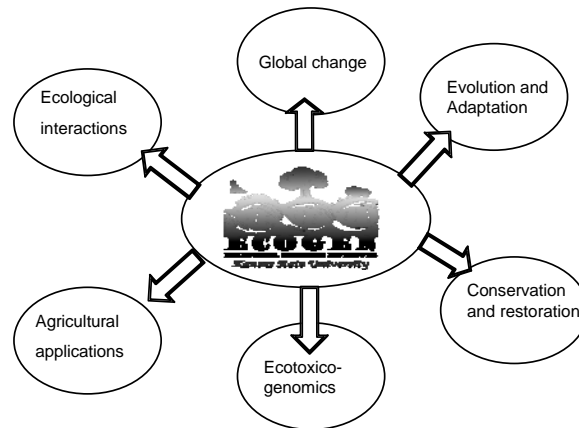 Global change
Evolution and
Adaptation
Ecological
interactions
ECOGEN
Kansas State University
Conservation
and restoration
Agricultural
applications
Ecotoxico-
genomics